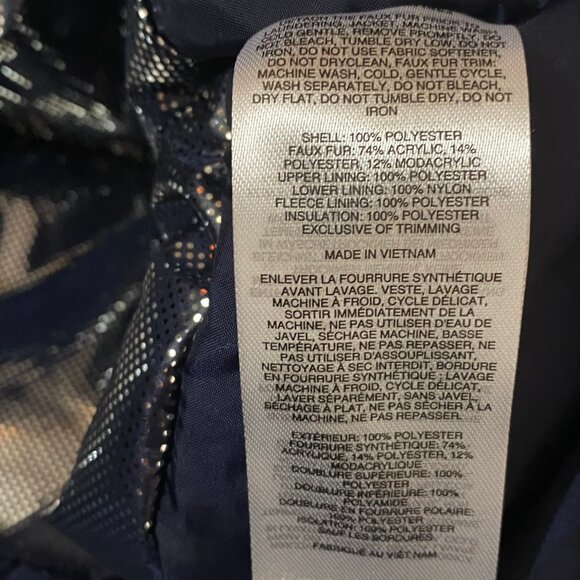 DETACH THE FAUX FUR PRIOR TO
LAUNDERING, JACKET, MACHINE WASH
COLD GENTLE, REMOVE PROMPTLY, DO
NOT BLEACH, TUMBLE DRY LOW, DO NOT
IRON, DO NOT USE FABRIC SOFTENER
DO NOT DRYCLEAN, FAUX FUR TRIM:
MACHINE WASH, COLD, GENTLE CYCLE,
WASH SEPARATELY, DO NOT BLEACH,
DRY FLAT, DO NOT TUMBLE DRY, DO NOT
IRON
SHELL: 100% POLYESTER
FAUX FUR: 74% ACRYLIC, 14%
POLYESTER, 12% MODACRYLIC
UPPER LINING: 100% POLYESTER
LOWER LINING: 100% NYLON
FLEECE LINING: 100% POLYESTER
INSULATION: 100% POLYESTER
EXCLUSIVE OF TRIMMING
MADE IN VIETNAM
ENLEVER LA FOURRURE SYNTHÉTIQUE
AVANT LAVAGE. VESTE, LAVAGE
MACHINE À FROID, CYCLE DÉLICAT,
SORTIR IMMÉDIATEMENT DE LA
MACHINE, NE PAS UTILISER D'EAU DE
JAVEL, SÉCHAGE MACHINE, BASSE
TEMPÉRATURE, NE PAS REPASSER, NE
PAS UTILISER D'ASSOUPLISSANT,
NETTOYAGE À SEC INTERDIT, BORDURE
EN FOURRURE SYNTHÉTIQUE ; LAVAGE
MACHINE À FROID, CYCLE DÉLICAT,
LAVER SÉPARÉMENT, SANS JAVEL,
SÉCHAGE À PLAT, NE PAS SÉCHER À LA
MACHINE, NE PAS REPASSER
EXTÉRIEUR: 100% POLYESTER
FOURRURE SYNTHÉTIQUE: 74%
ACRYLIQUE, 14% POLYESTER, 12%
MODACRYLIQUE
DOUBLURE SUPÉRIEURE: 100%
POLYESTER
DOUBLURE INFÉRIEURE: 100%
POLYAMIDE
DOUBLURE EN FOURRURE POLAIRE:
100% POLYESTER
ISOLATION: 100% POLYESTER
SAUF LES BORDURES
FABRIQUÉ AU VIÊT NAM